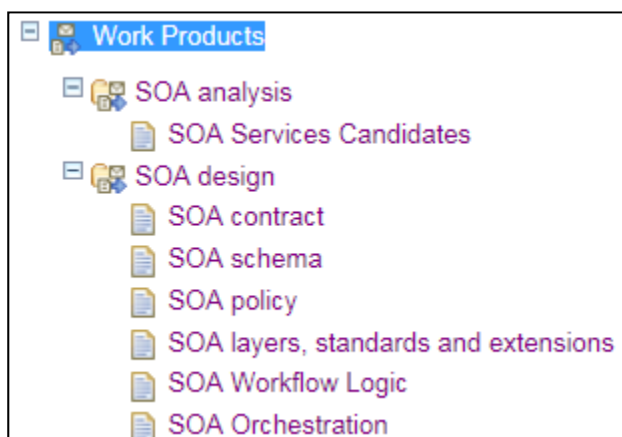 Work Products
SOA analysis
SOA Services Candidates
SOA design
SOA contract
SOA schema
SOA policy
SOA layers, standards and extensions
SOA Workflow Logic
SOA Orchestration